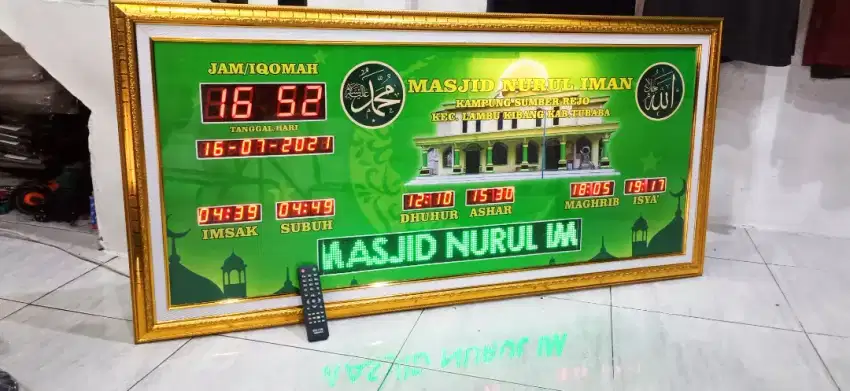 JAM/IQOMAH
16 52
TANGGAL HARI
16-07-2021
محمد
MASJID NURUL IMAN
KAMPUNG SUMBER REJO
KEC. LAMBU KIBANG KAB TUBABA
الله
04:39
IMSAK
04:49
SUBUH
12:10
DHUHUR
15:30
ASHAR
18:05
MAGHRIB
19:17
ISYA'
MASJID NURUL IM